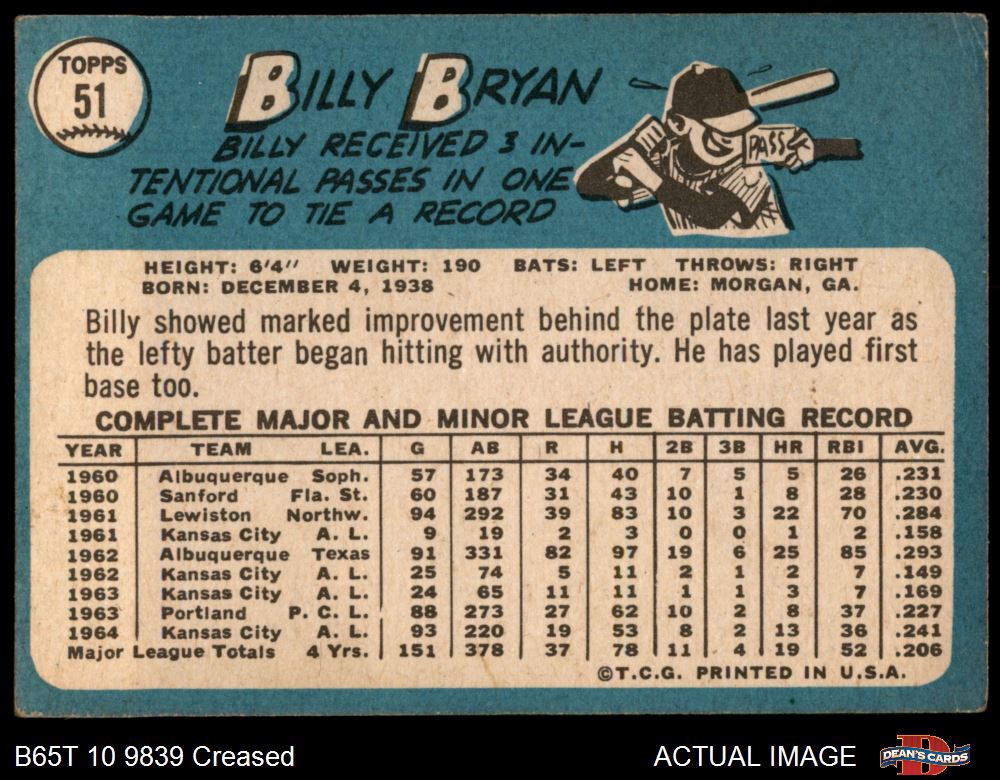 TOPPS
51
BILLY BRYAN
BILLY RECEIVED 3 IN-
TENTIONAL PASSES IN ONE
GAME TO TIE A RECORD
PASS
HEIGHT: 6'4" WEIGHT: 190 BATS: LEFT THROWS: RIGHT
BORN: DECEMBER 4, 1938 HOME: MORGAN, GA.
Billy showed marked improvement behind the plate last year as
the lefty batter began hitting with authority. He has played first
base too.
COMPLETE MAJOR AND MINOR LEAGUE BATTING RECORD
YEAR TEAM LEA. G AB R H 2B 3B HR RBI AVG.
1960 Albuquerque Soph. 57 173 34 40 7 5 5 26 .231
1960 Sanford Fla. St. 60 187 31 43 10 1 8 28 .230
1961 Lewiston Northw. 94 292 39 83 10 3 22 70 .284
1961 Kansas City A. L. 9 19 2 3 0 0 1 2 .158
1962 Albuquerque Texas 91 331 82 97 19 6 25 85 .293
1962 Kansas City A. L. 25 74 5 11 2 1 2 7 .149
1963 Kansas City A. L. 24 65 11 11 1 1 3 7 .169
1963 Portland P. C. L. 88 273 27 62 10 2 8 37 .227
1964 Kansas City A. L. 93 220 19 53 8 2 13 36 .241
Major League Totals 4 Yrs. 151 378 37 78 11 4 19 52 .206
©T.C.G. PRINTED IN U.S.A.
B65T 10 9839 Creased ACTUAL IMAGE DEAN'S CARDS